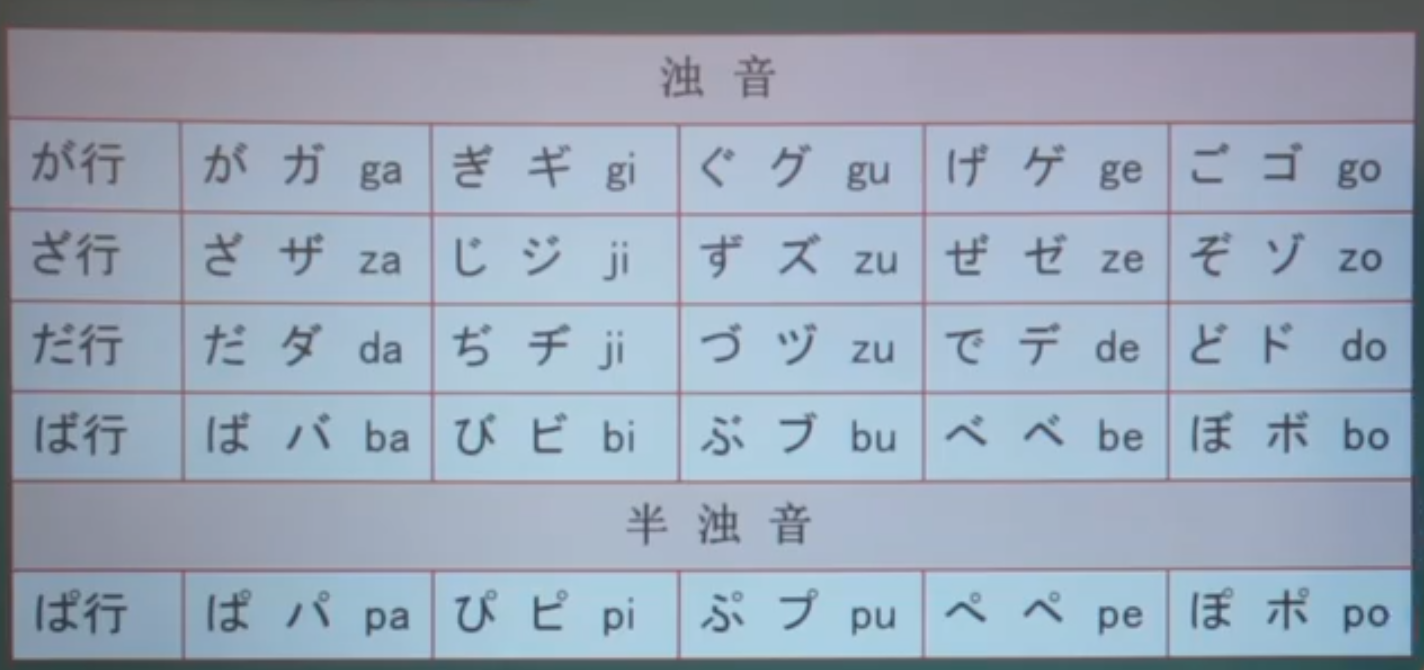 浊 音
が行 が ガ ga ぎ ギ gi ぐ グ gu げ ゲ ge ご ゴ go
ざ行 ざ ザ za じ ジ ji ず ズ zu ぜ ゼ ze ぞ ゾ zo
だ行 だ ダ da ぢ ヂ ji づ ヅ zu で デ de ど ド do
ば行 ば バ ba び ビ bi ぶ ブ bu べ ベ be ぼ ボ bo
半 浊 音
ぱ行 ぱ パ pa ぴ ピ pi ぷ プ pu ぺ ペ pe ぽ ポ po